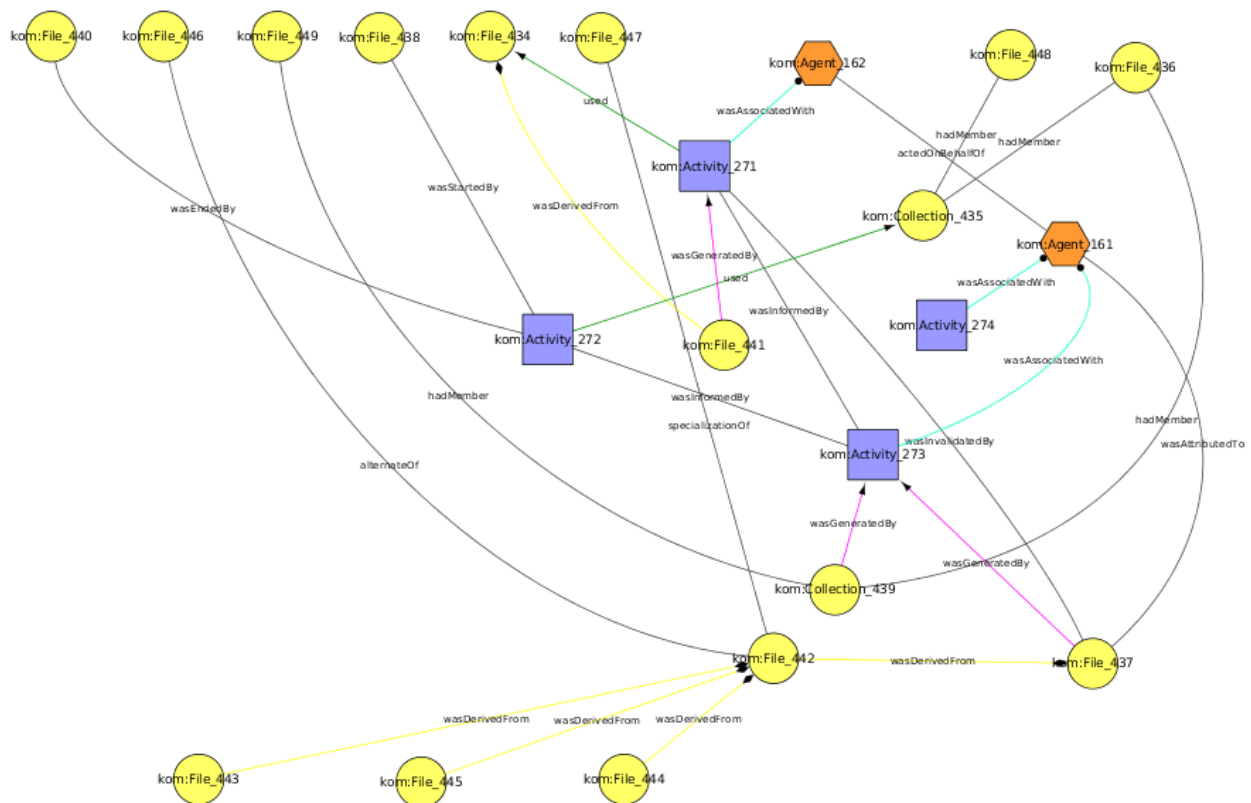 kom:File_440
kom:File_446
kom:File_449
kom:File_438
kom:File_434
kom:File_447
kom:Agent_162
kom:File_448
kom:File_436
used
wasAssociatedWith
hadMember
hadMember
actedOnBehalfOf
kom:Activity_271
wasStartedBy
wasEndedBy
wasDerivedFrom
kom:Collection_435
kom:Agent_161
wasGeneratedBy
used
wasAssociatedWith
wasInformedBy
kom:Activity_274
kom:Activity_272
kom:File_441
wasAssociatedWith
hadMember
wasInformedBy
specializationOf
hadMember
wasInvalidatedBy
wasAttributedTo
kom:Activity_273
alternateOf
wasGeneratedBy
wasGeneratedBy
kom:Collection_439
kom:File_442
wasDerivedFrom
kom:File_437
wasDerivedFrom
wasDerivedFrom
wasDerivedFrom
kom:File_443
kom:File_445
kom:File_444